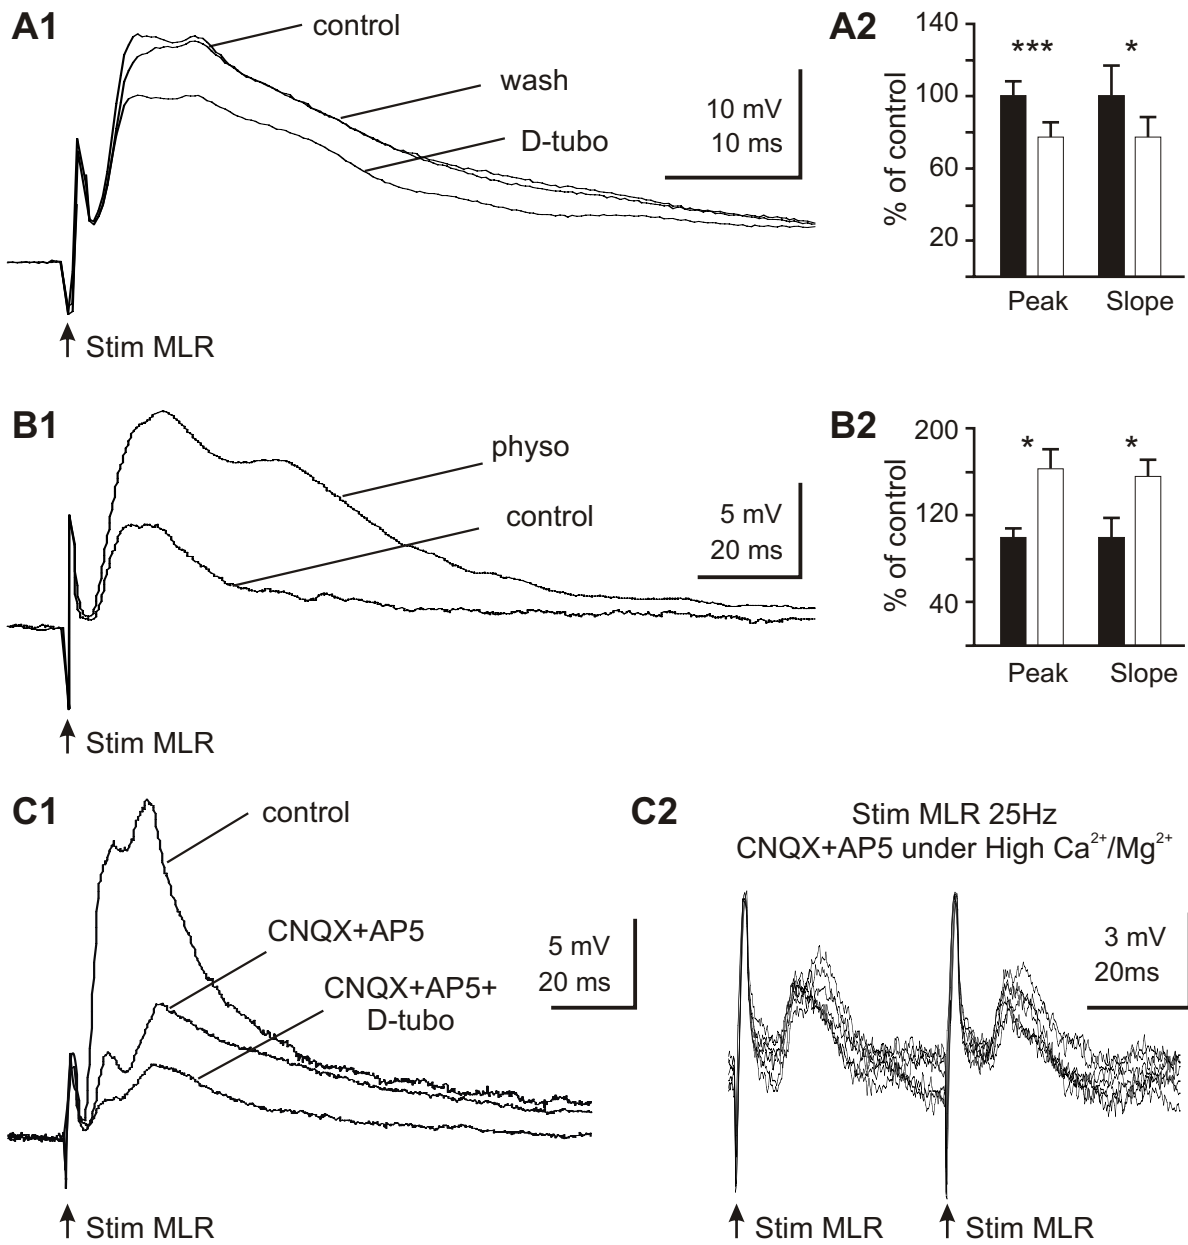 A1
control
wash
D-tubo
10 mV
10 ms
Stim MLR
A2
% of control
140
100
60
20
*** *
Peak Slope
B1
physo
control
5 mV
20 ms
Stim MLR
B2
% of control
200
120
40
* *
Peak Slope
C1
control
CNQX+AP5
CNQX+AP5+
D-tubo
5 mV
20 ms
Stim MLR
C2
Stim MLR 25Hz
CNQX+AP5 under High Ca²⁺/Mg²⁺
3 mV
20ms
Stim MLR Stim MLR